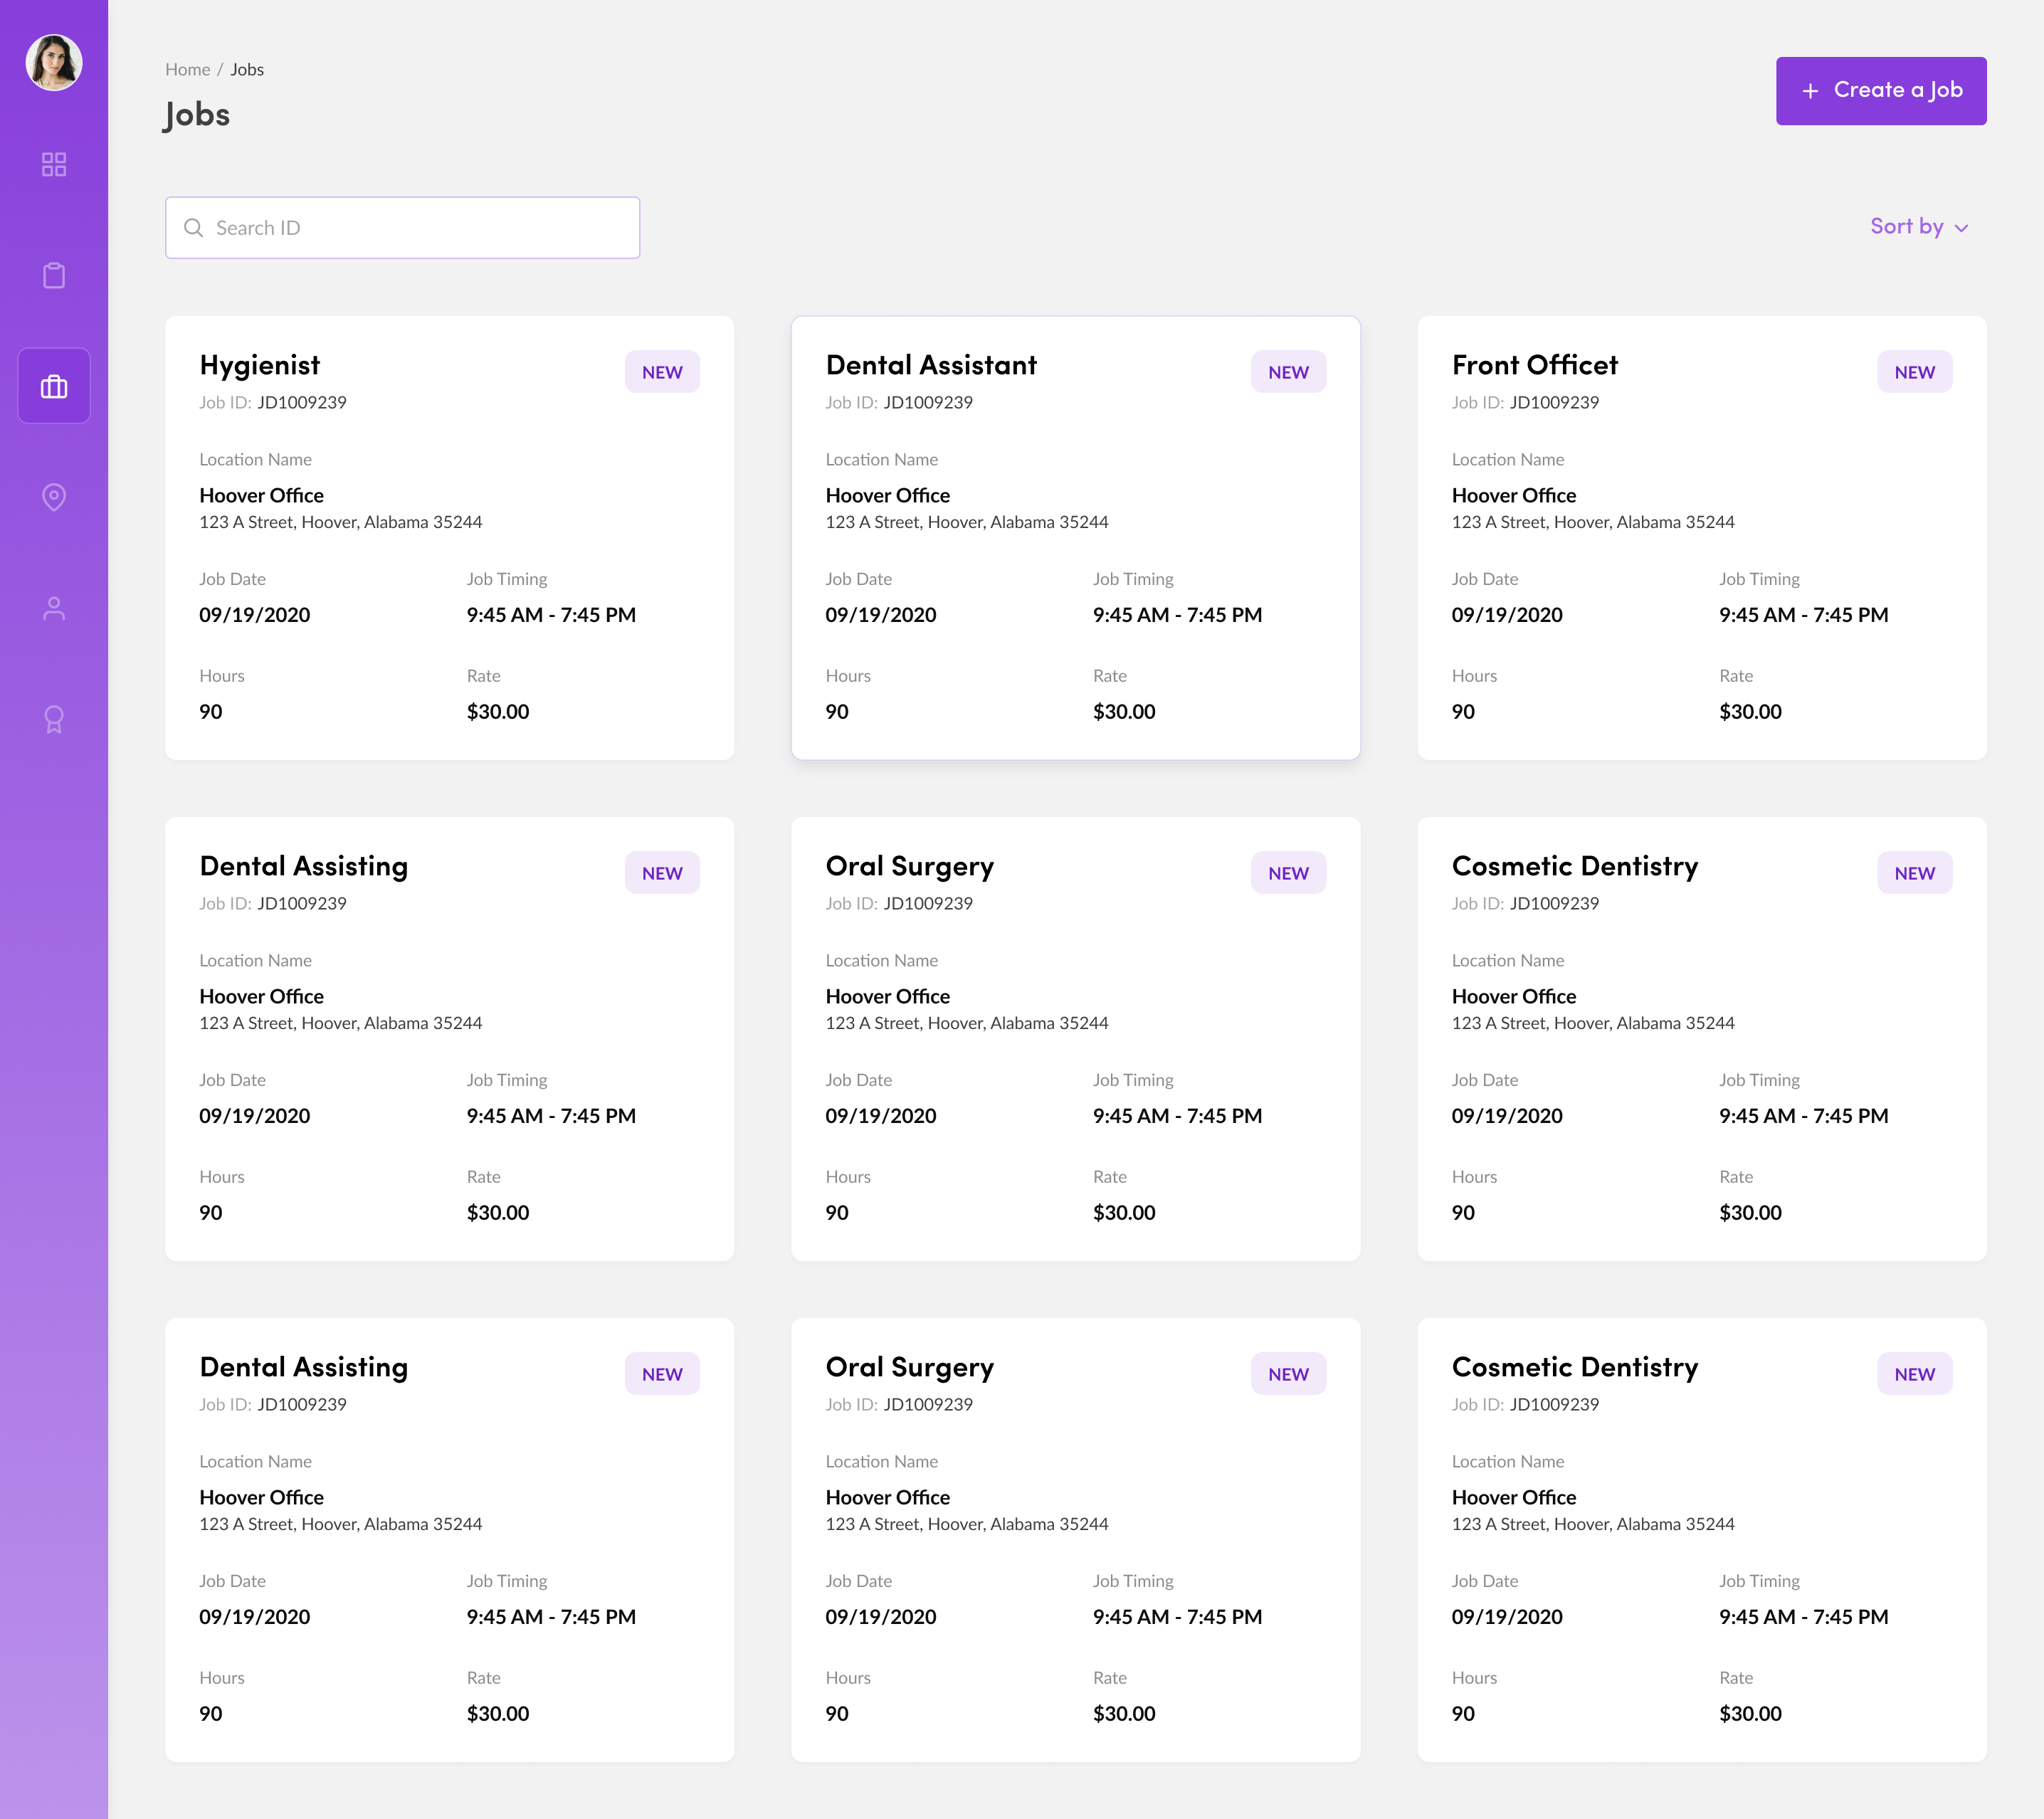 Home / Jobs
Jobs
+ Create a Job
Search ID
Sort by
Hygienist
NEW
Job ID: JD1009239
Location Name
Hoover Office
123 A Street, Hoover, Alabama 35244
Job Date
Job Timing
09/19/2020
9:45 AM - 7:45 PM
Hours
Rate
90
$30.00
Dental Assistant
NEW
Job ID: JD1009239
Location Name
Hoover Office
123 A Street, Hoover, Alabama 35244
Job Date
Job Timing
09/19/2020
9:45 AM - 7:45 PM
Hours
Rate
90
$30.00
Front Officet
NEW
Job ID: JD1009239
Location Name
Hoover Office
123 A Street, Hoover, Alabama 35244
Job Date
Job Timing
09/19/2020
9:45 AM - 7:45 PM
Hours
Rate
90
$30.00
Dental Assisting
NEW
Job ID: JD1009239
Location Name
Hoover Office
123 A Street, Hoover, Alabama 35244
Job Date
Job Timing
09/19/2020
9:45 AM - 7:45 PM
Hours
Rate
90
$30.00
Oral Surgery
NEW
Job ID: JD1009239
Location Name
Hoover Office
123 A Street, Hoover, Alabama 35244
Job Date
Job Timing
09/19/2020
9:45 AM - 7:45 PM
Hours
Rate
90
$30.00
Cosmetic Dentistry
NEW
Job ID: JD1009239
Location Name
Hoover Office
123 A Street, Hoover, Alabama 35244
Job Date
Job Timing
09/19/2020
9:45 AM - 7:45 PM
Hours
Rate
90
$30.00
Dental Assisting
NEW
Job ID: JD1009239
Location Name
Hoover Office
123 A Street, Hoover, Alabama 35244
Job Date
Job Timing
09/19/2020
9:45 AM - 7:45 PM
Hours
Rate
90
$30.00
Oral Surgery
NEW
Job ID: JD1009239
Location Name
Hoover Office
123 A Street, Hoover, Alabama 35244
Job Date
Job Timing
09/19/2020
9:45 AM - 7:45 PM
Hours
Rate
90
$30.00
Cosmetic Dentistry
NEW
Job ID: JD1009239
Location Name
Hoover Office
123 A Street, Hoover, Alabama 35244
Job Date
Job Timing
09/19/2020
9:45 AM - 7:45 PM
Hours
Rate
90
$30.00